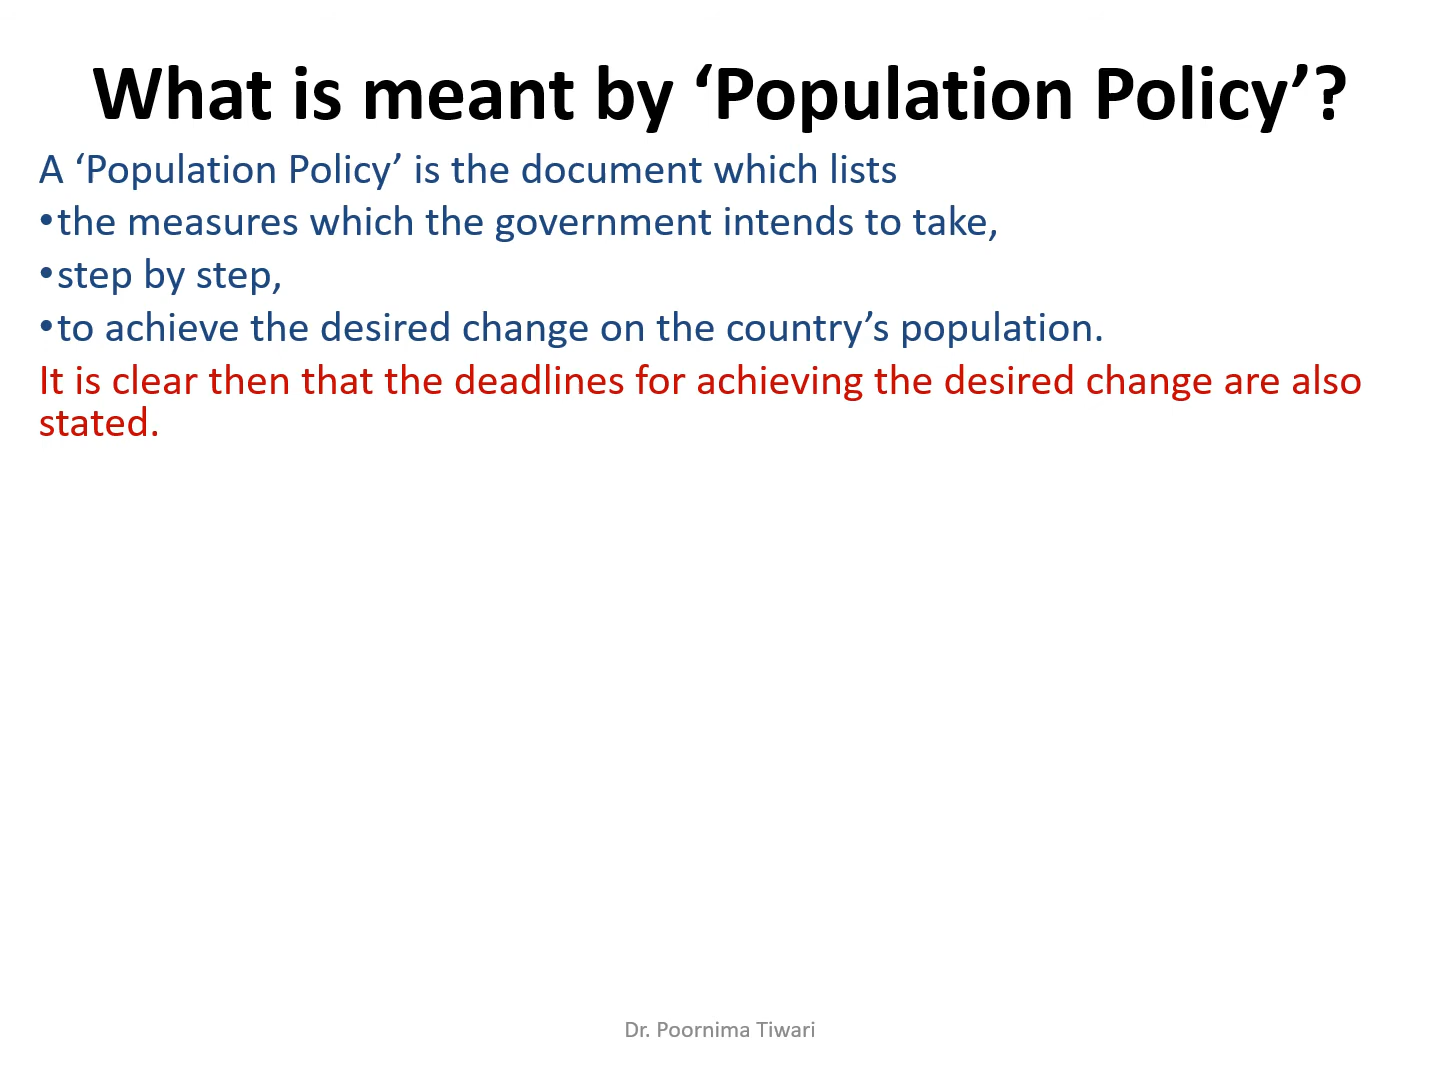 What is meant by ‘Population Policy’?
A ‘Population Policy’ is the document which lists
•the measures which the government intends to take,
•step by step,
•to achieve the desired change on the country’s population.
It is clear then that the deadlines for achieving the desired change are also
stated.
Dr. Poornima Tiwari